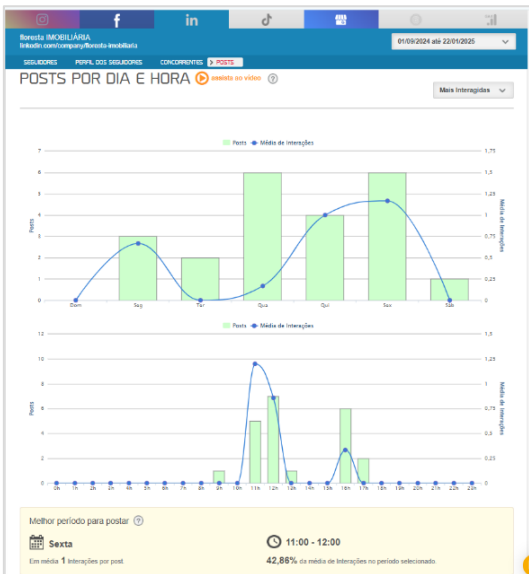 f
in
floresta IMOBILIÁRIA
linkedin.com/company/floresta-imobiliaria
01/09/2024 até 22/01/2025
SEGUIDORES PERFIL DOS SEGUIDORES CONCORRENTES > POSTS
POSTS POR DIA E HORA assista ao vídeo ?
Mais Interagidas
Posts Média de Interações
7 1,75
6 1,5
5 1,25
4 1
3 0,75
2 0,5
1 0,25
0 0
Posts
Média de Interações
Dom Seg Ter Qua Qui Sex Sáb
Posts Média de Interações
12 1,5
10 1,25
8 1
6 0,75
4 0,5
2 0,25
0 0
Posts
Média de Interações
0h 1h 2h 3h 4h 5h 6h 7h 8h 9h 10h 11h 12h 13h 14h 15h 16h 17h 18h 19h 20h 21h 22h 23h
Melhor período para postar ?
Sexta 11:00 - 12:00
Em média 1 Interações por post 42,86% da média de Interações no período selecionado.